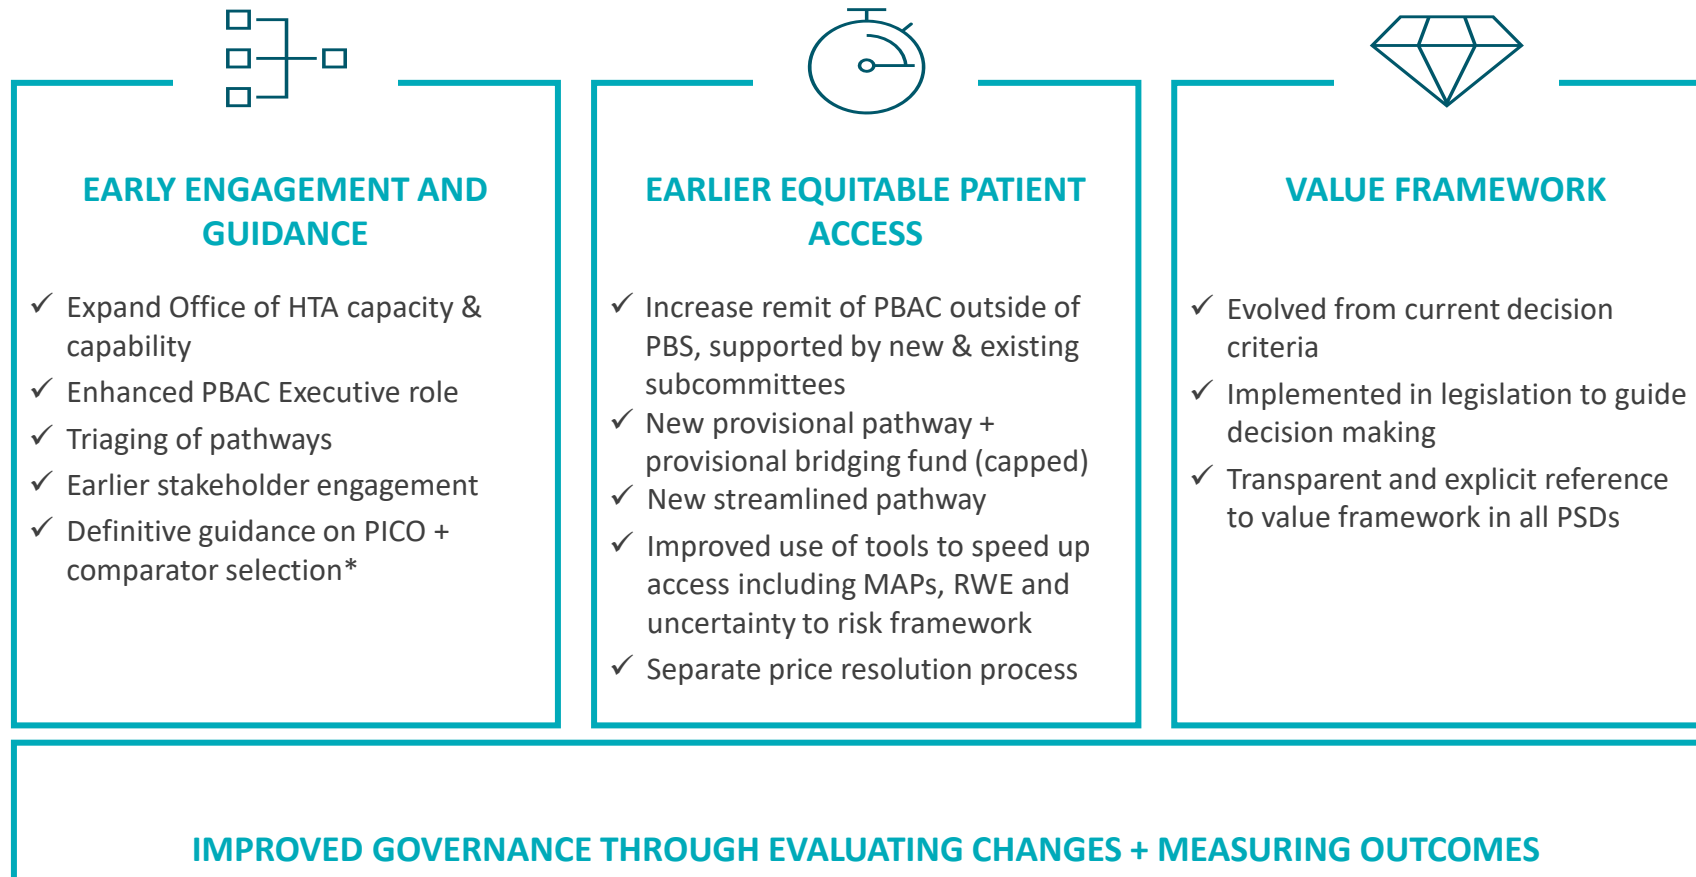 EARLY ENGAGEMENT AND
GUIDANCE
✓ Expand Office of HTA capacity &
capability
✓ Enhanced PBAC Executive role
✓ Triaging of pathways
✓ Earlier stakeholder engagement
✓ Definitive guidance on PICO +
comparator selection*
EARLIER EQUITABLE PATIENT
ACCESS
✓ Increase remit of PBAC outside of
PBS, supported by new & existing
subcommittees
✓ New provisional pathway +
provisional bridging fund (capped)
✓ New streamlined pathway
✓ Improved use of tools to speed up
access including MAPs, RWE and
uncertainty to risk framework
✓ Separate price resolution process
VALUE FRAMEWORK
✓ Evolved from current decision
criteria
✓ Implemented in legislation to guide
decision making
✓ Transparent and explicit reference
to value framework in all PSDs
IMPROVED GOVERNANCE THROUGH EVALUATING CHANGES + MEASURING OUTCOMES